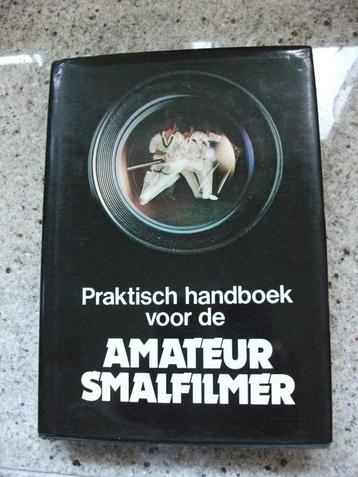 Praktisch handboek
voor de
AMATEUR
SMALFILMER